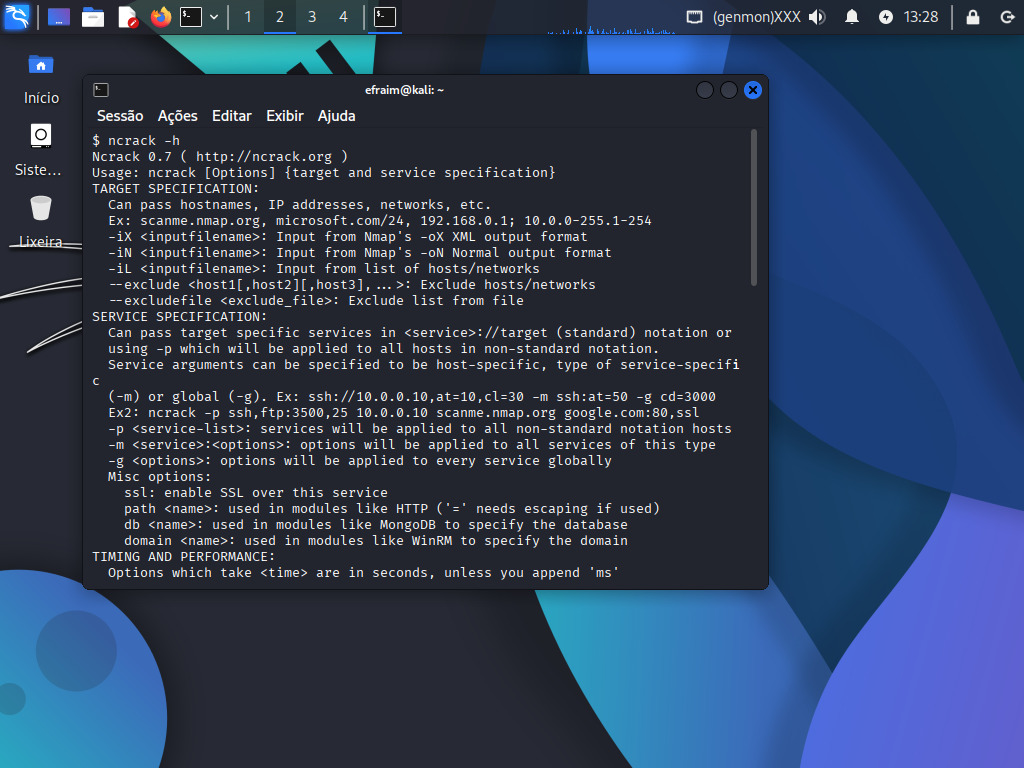 1 2 3 4 (genmon)XXX 13:28
Início
Siste...
Lixeira
efraim@kali: ~
Sessão Ações Editar Exibir Ajuda
$ ncrack -h
Ncrack 0.7 ( http://ncrack.org )
Usage: ncrack [Options] {target and service specification}
TARGET SPECIFICATION:
  Can pass hostnames, IP addresses, networks, etc.
  Ex: scanme.nmap.org, microsoft.com/24, 192.168.0.1; 10.0.0-255.1-254
  -iX <inputfilename>: Input from Nmap's -oX XML output format
  -iN <inputfilename>: Input from Nmap's -oN Normal output format
  -iL <inputfilename>: Input from list of hosts/networks
  --exclude <host1[,host2][,host3],...>: Exclude hosts/networks
  --excludefile <exclude_file>: Exclude list from file
SERVICE SPECIFICATION:
  Can pass target specific services in <service>://target (standard) notation or
  using -p which will be applied to all hosts in non-standard notation.
  Service arguments can be specified to be host-specific, type of service-specifi
c
  (-m) or global (-g). Ex: ssh://10.0.0.10,at=10,cl=30 -m ssh:at=50 -g cd=3000
  Ex2: ncrack -p ssh,ftp:3500,25 10.0.0.10 scanme.nmap.org google.com:80,ssl
  -p <service-list>: services will be applied to all non-standard notation hosts
  -m <service>:<options>: options will be applied to all services of this type
  -g <options>: options will be applied to every service globally
  Misc options:
    ssl: enable SSL over this service
    path <name>: used in modules like HTTP ('=' needs escaping if used)
    db <name>: used in modules like MongoDB to specify the database
    domain <name>: used in modules like WinRM to specify the domain
TIMING AND PERFORMANCE:
  Options which take <time> are in seconds, unless you append 'ms'